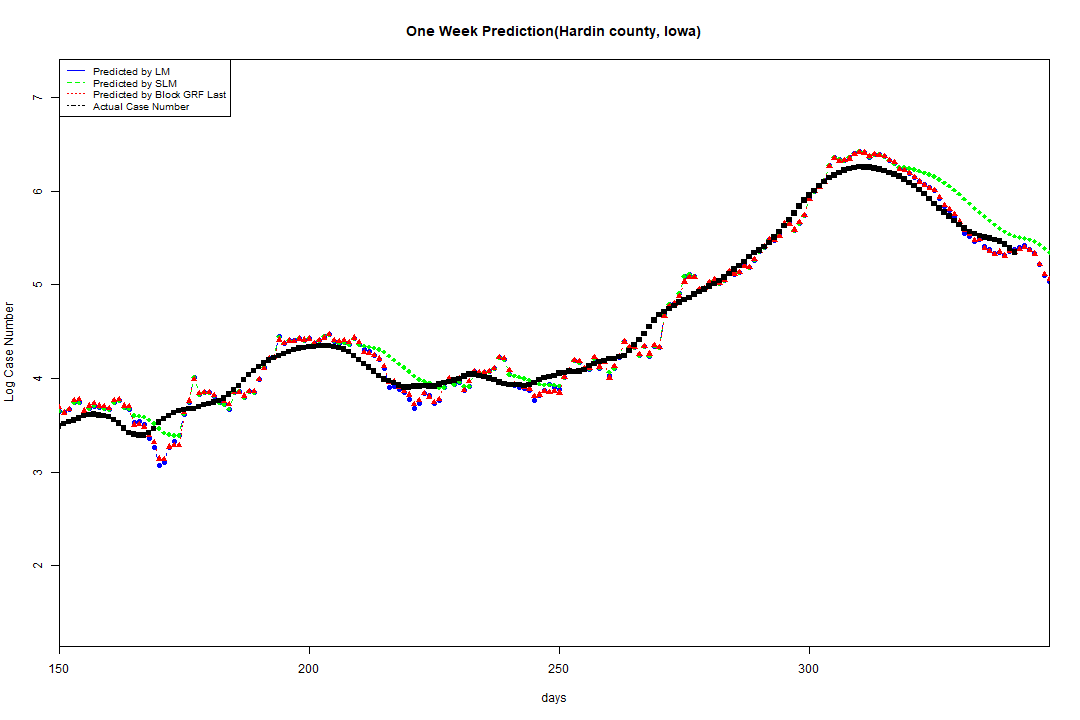 One Week Prediction(Hardin county, Iowa)
Predicted by LM
Predicted by SLM
Predicted by Block GRF Last
Actual Case Number
7
6
5
4
3
2
Log Case Number
150 200 250 300
days